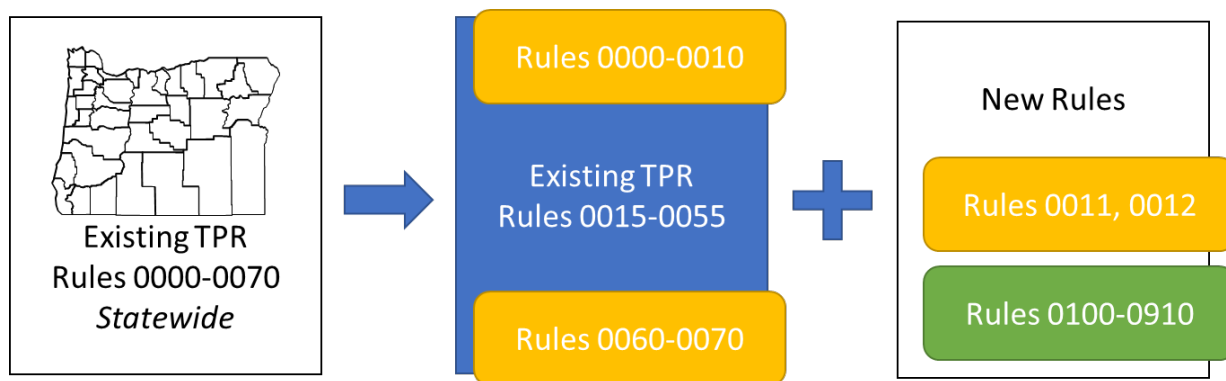 Existing TPR
Rules 0000-0070
Statewide
Rules 0000-0010
Existing TPR
Rules 0015-0055
Rules 0060-0070
New Rules
Rules 0011, 0012
Rules 0100-0910